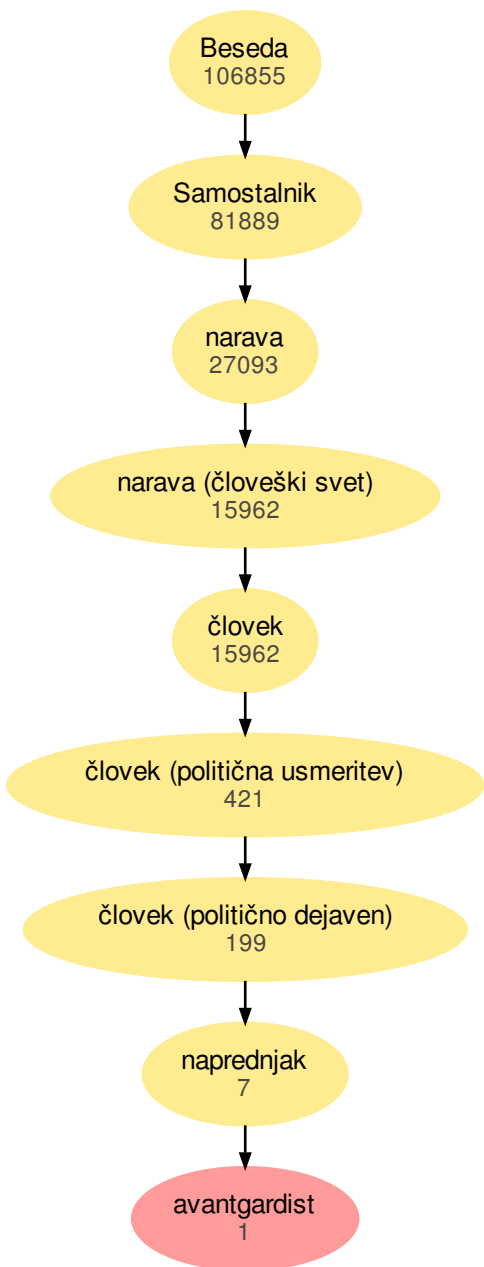 Beseda
106855
Samostalnik
81889
narava
27093
narava (človeški svet)
15962
človek
15962
človek (politična usmeritev)
421
človek (politično dejaven)
199
naprednjak
7
avantgardist
1